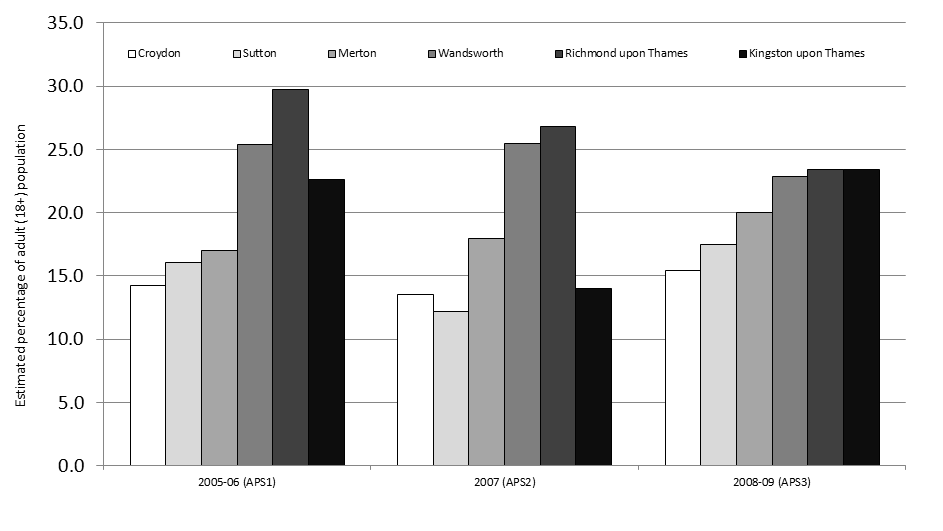 35.0
Croydon Sutton Merton Wandsworth Richmond upon Thames Kingston upon Thames
30.0
25.0
20.0
15.0
10.0
5.0
0.0
Estimated percentage of adult (18+) population
2005-06 (APS1) 2007 (APS2) 2008-09 (APS3)